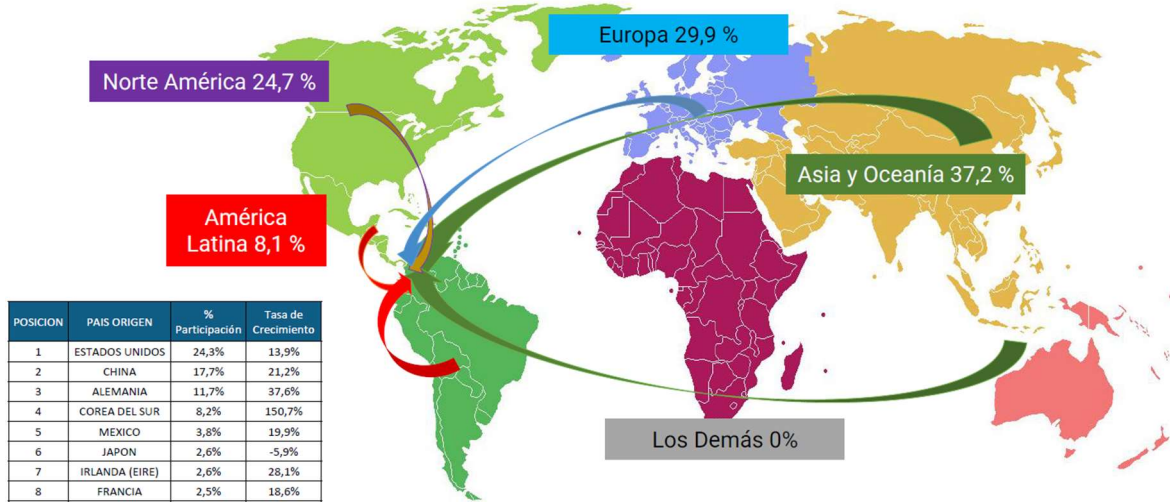 Europa 29,9 %
Norte América 24,7 %
Asia y Oceanía 37,2 %
América
Latina 8,1 %
Los Demás 0%
POSICION PAIS ORIGEN % Participación Tasa de Crecimiento
1 ESTADOS UNIDOS 24,3% 13,9%
2 CHINA 17,7% 21,2%
3 ALEMANIA 11,7% 37,6%
4 COREA DEL SUR 8,2% 150,7%
5 MEXICO 3,8% 19,9%
6 JAPON 2,6% -5,9%
7 IRLANDA (EIRE) 2,6% 28,1%
8 FRANCIA 2,5% 18,6%